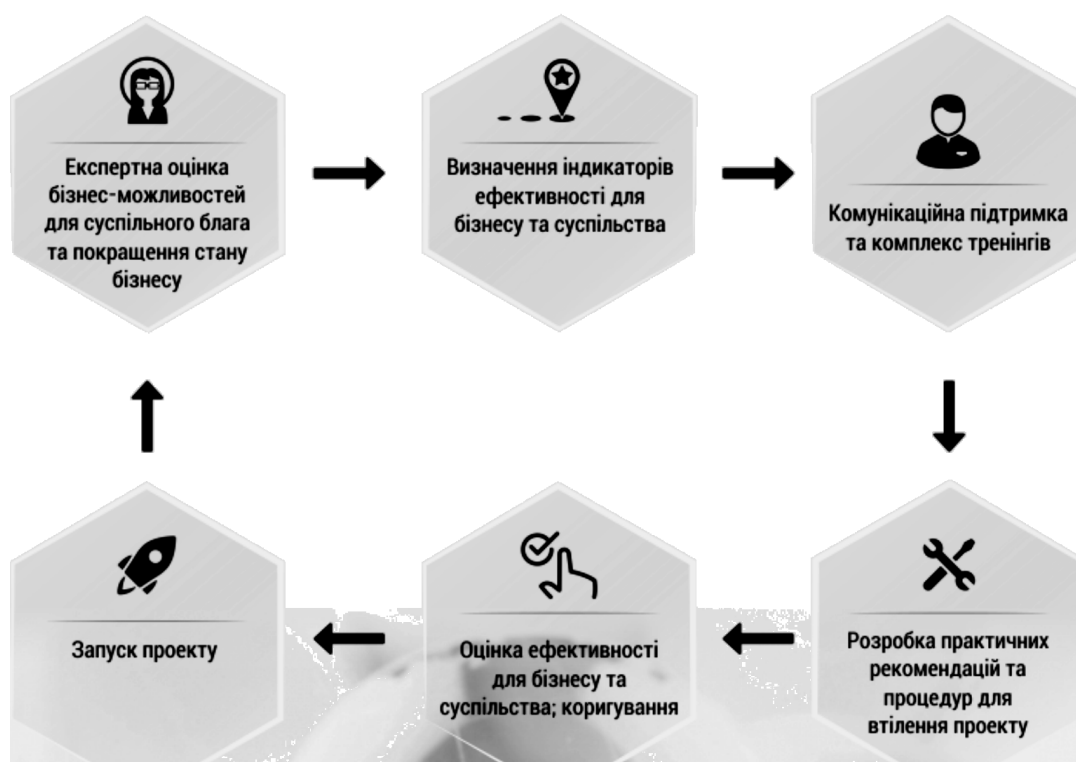 Експертна оцінка
бізнес-можливостей
для суспільного блага
та покращення стану
бізнесу
Визначення індикаторів
ефективності для
бізнесу та суспільства
Комунікаційна підтримка
та комплекс тренінгів
Розробка практичних
рекомендацій та
процедур для
втілення проекту
Оцінка ефективності
для бізнесу та
суспільства; коригування
Запуск проекту